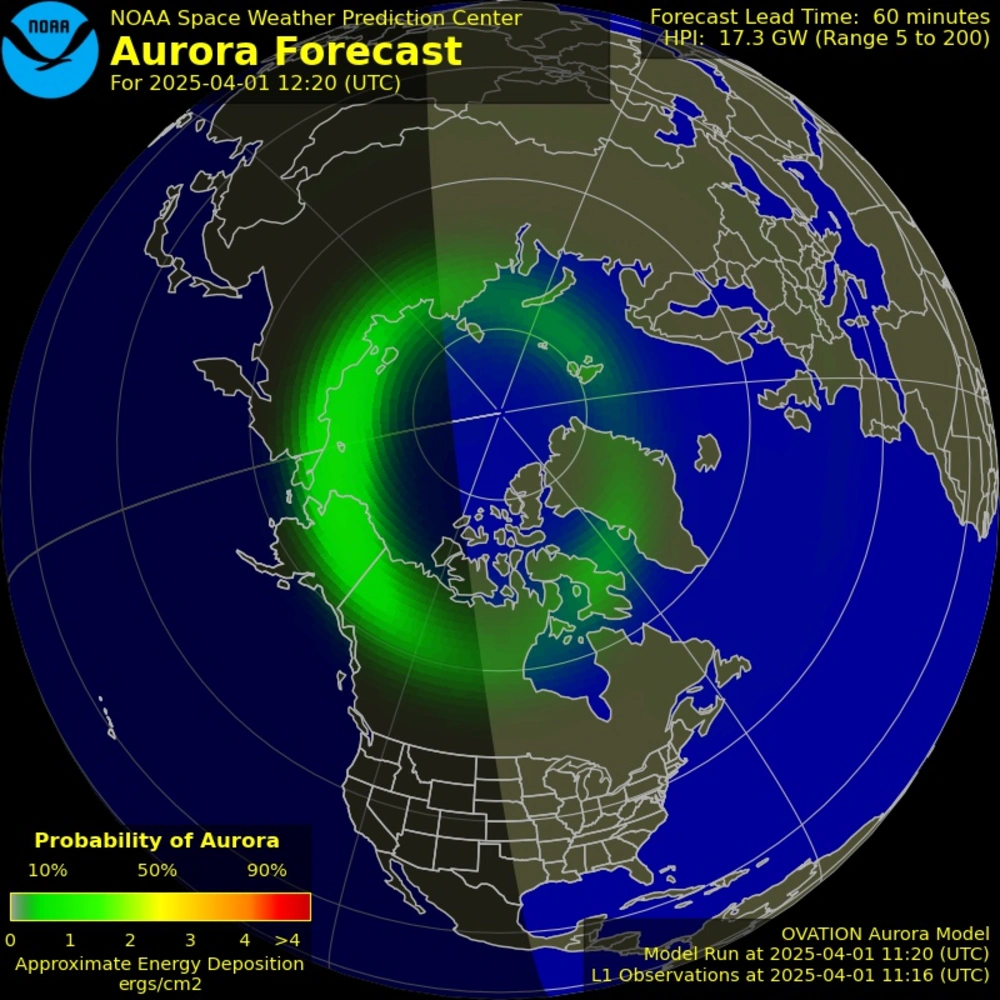 NOAA
NOAA Space Weather Prediction Center
Aurora Forecast
For 2025-04-01 12:20 (UTC)
Forecast Lead Time: 60 minutes
HPI: 17.3 GW (Range 5 to 200)
Probability of Aurora
10% 50% 90%
0 1 2 3 4 >4
Approximate Energy Deposition
ergs/cm2
OVATION Aurora Model
Model Run at 2025-04-01 11:20 (UTC)
L1 Observations at 2025-04-01 11:16 (UTC)